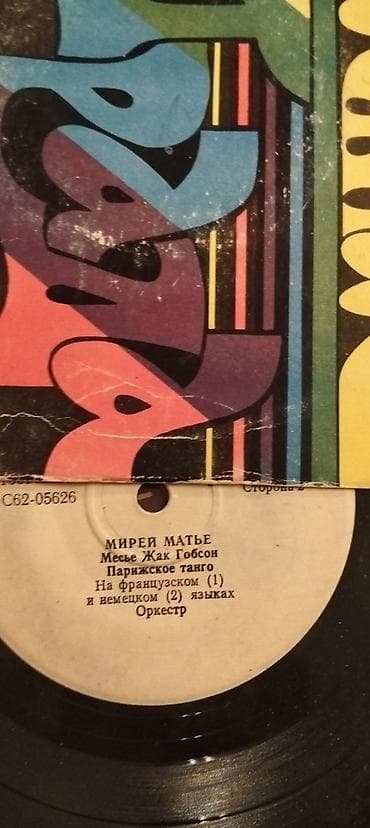 С62-05626
Сторона 2
МИРЕЙ МАТЬЕ
Месье Жак Гобсон
Парижское танго
На французском (1)
и немецком (2) языках
Оркестр